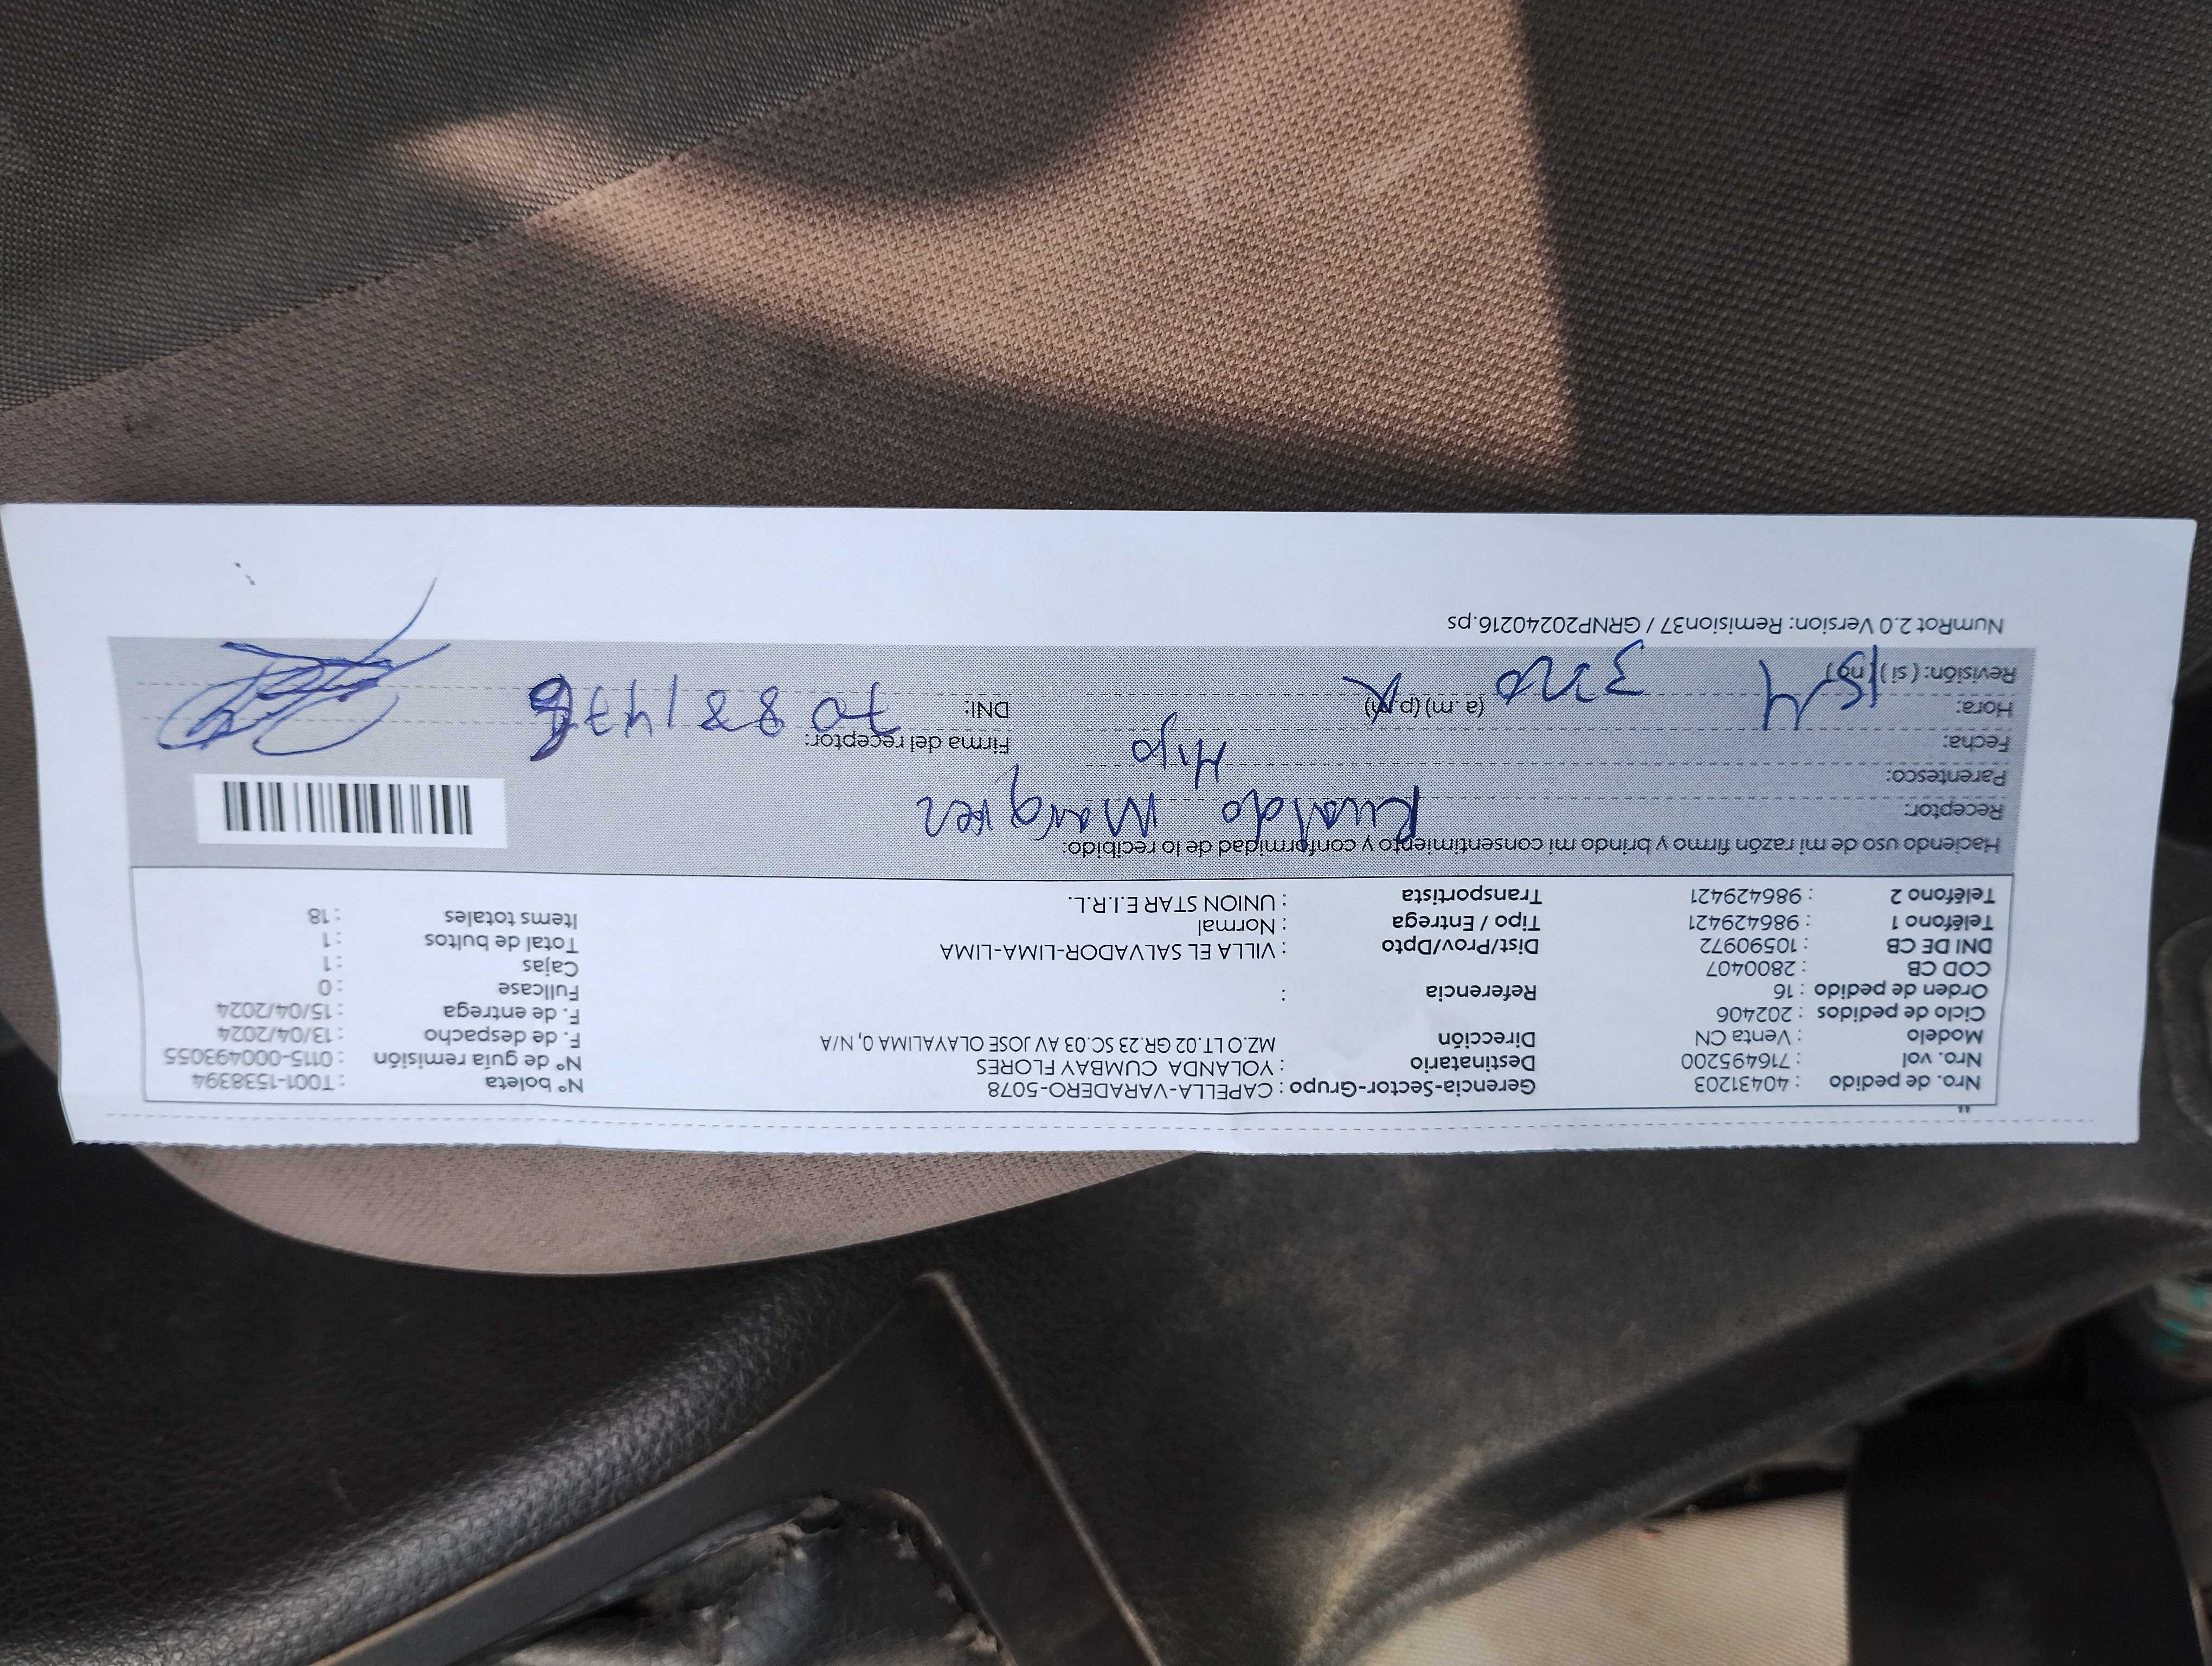 Nro. de pedido : 40431203 Gerencia-Sector-Grupo : CAPELLA-VARADERO-5078 N° boleta : T001-1538394
Nro. vol : 716495200 Destinatario : YOLANDA CUMBAY FLORES N° de guía remisión : 0115-000493055
Modelo : Venta CN Dirección MZ.O LT.02 GR.23 SC.03 AV JOSE OLAYALIMA 0, N/A F. de despacho : 13/04/2024
Ciclo de pedidos : 202406 F. de entrega : 15/04/2024
Orden de pedido : 16 Referencia : Fullcase : 0
COD CB : 2800407 Cajas : 1
DNI DE CB : 10590972 Dist/Prov/Dpto : VILLA EL SALVADOR-LIMA-LIMA Total de bultos : 1
Teléfono 1 : 986429421 Tipo / Entrega : Normal Items totales : 18
Teléfono 2 : 986429421 Transportista : UNION STAR E.I.R.L.
Haciendo uso de mi razón firmo y brindo mi consentimiento y conformidad de lo recibido:
Receptor: Marquez
Parentesco: Hijo
Fecha: Firma del receptor:
Hora: 15/4 320 (a. m) (p.m) DNI: 70881476
Revisión: ( si ) ( no )
NumRot 2.0 Version: Remision37 / GRNP20240216.ps